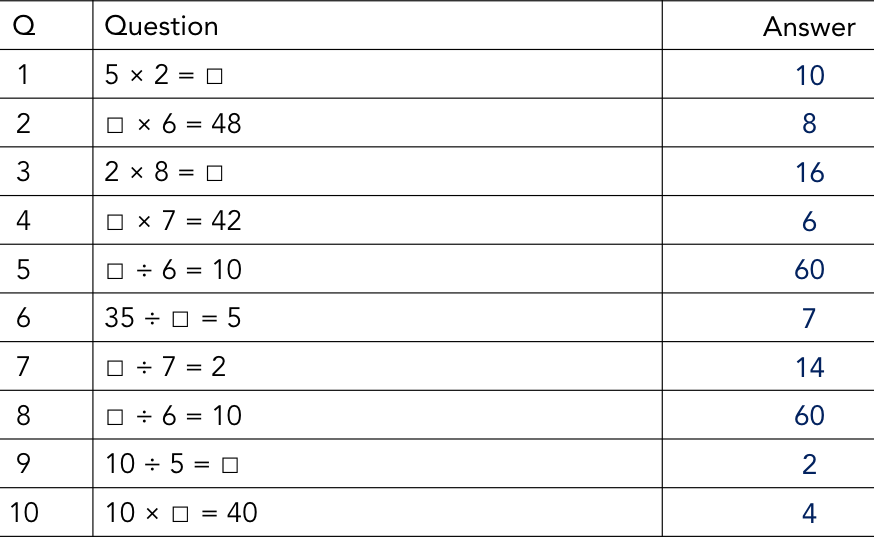 Q Question Answer
1 5 × 2 = □ 10
2 □ × 6 = 48 8
3 2 × 8 = □ 16
4 □ × 7 = 42 6
5 □ ÷ 6 = 10 60
6 35 ÷ □ = 5 7
7 □ ÷ 7 = 2 14
8 □ ÷ 6 = 10 60
9 10 ÷ 5 = □ 2
10 10 × □ = 40 4